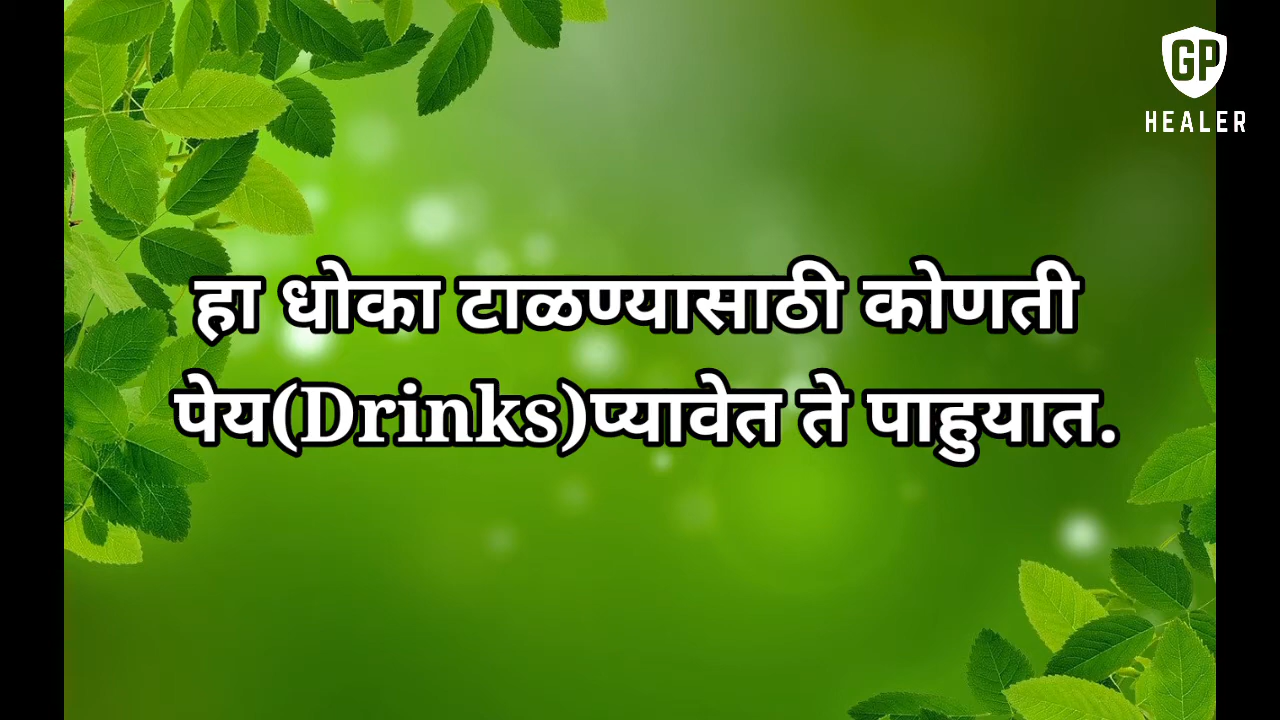 GP
HEALER
हा धोका टाळण्यासाठी कोणती
पेय(Drinks)प्यावेत ते पाहुयात.